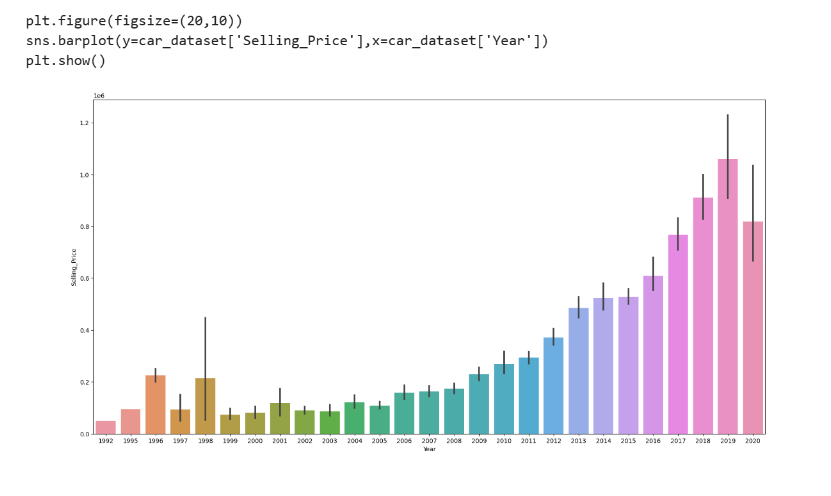 plt.figure(figsize=(20,10))
sns.barplot(y=car_dataset['Selling_Price'],x=car_dataset['Year'])
plt.show()
1e6
1.2
1.0
0.8
0.6
0.4
0.2
0.0
Selling_Price
1992 1995 1996 1997 1998 1999 2000 2001 2002 2003 2004 2005 2006 2007 2008 2009 2010 2011 2012 2013 2014 2015 2016 2017 2018 2019 2020
Year